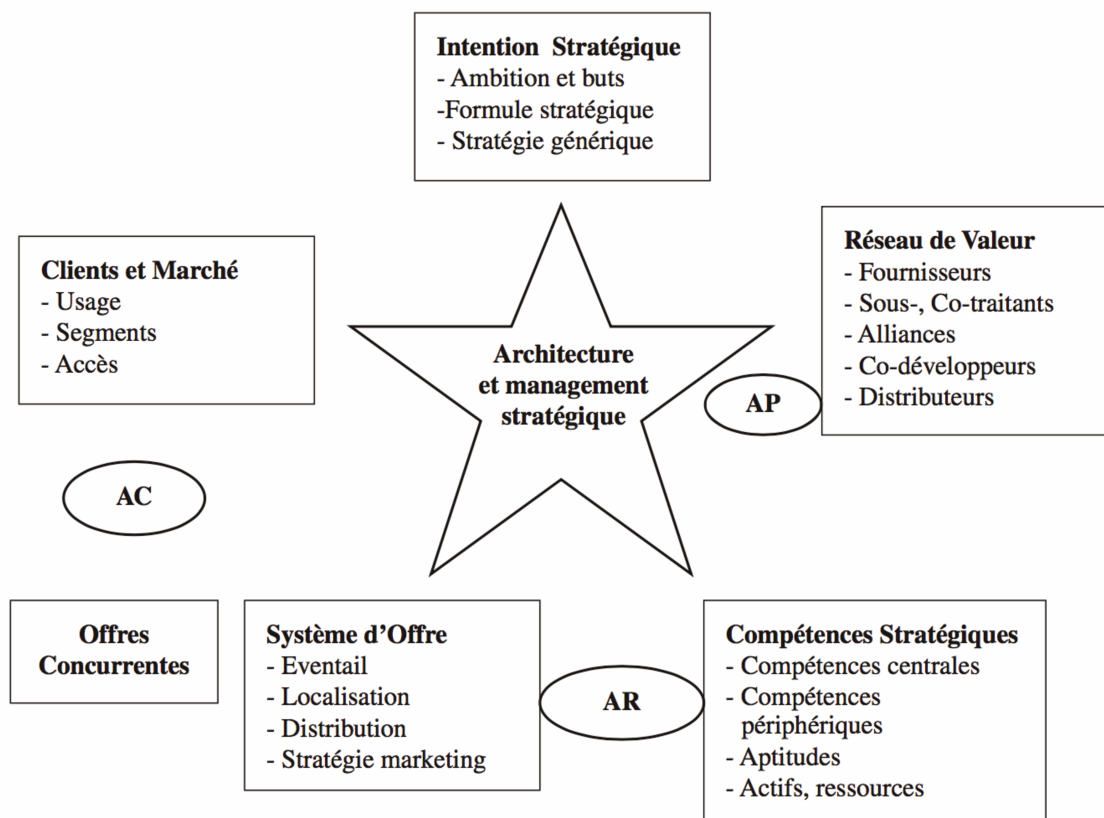 Intention Stratégique
- Ambition et buts
-Formule stratégique
- Stratégie générique
Clients et Marché
- Usage
- Segments
- Accès
Réseau de Valeur
- Fournisseurs
- Sous-, Co-traitants
- Alliances
- Co-développeurs
- Distributeurs
Architecture
et management
stratégique
AP
AC
Offres
Concurrentes
Système d’Offre
- Eventail
- Localisation
- Distribution
- Stratégie marketing
AR
Compétences Stratégiques
- Compétences centrales
- Compétences
périphériques
- Aptitudes
- Actifs, ressources